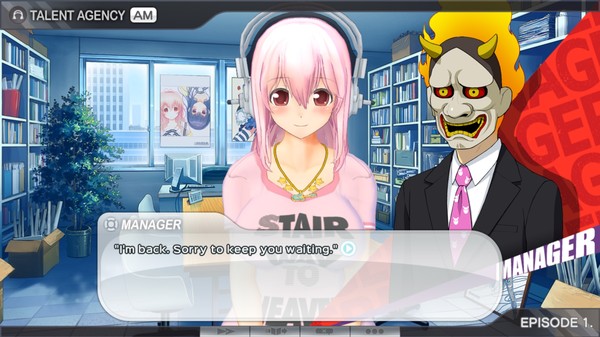 TALENT AGENCY AM
MANAGER
"I'm back. Sorry to keep you waiting."
STAIR
TO
HEAVE
MANAGER
EPISODE 1.